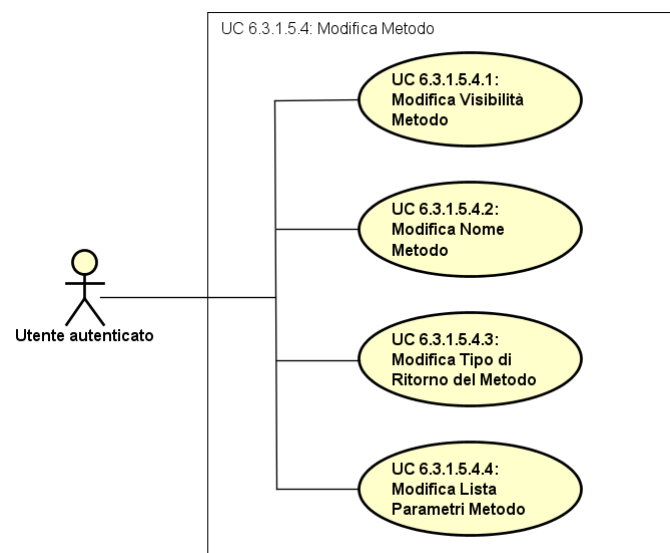 UC 6.3.1.5.4: Modifica Metodo
UC 6.3.1.5.4.1:
Modifica Visibilità
Metodo
UC 6.3.1.5.4.2:
Modifica Nome
Metodo
Utente autenticato
UC 6.3.1.5.4.3:
Modifica Tipo di
Ritorno del Metodo
UC 6.3.1.5.4.4:
Modifica Lista
Parametri Metodo